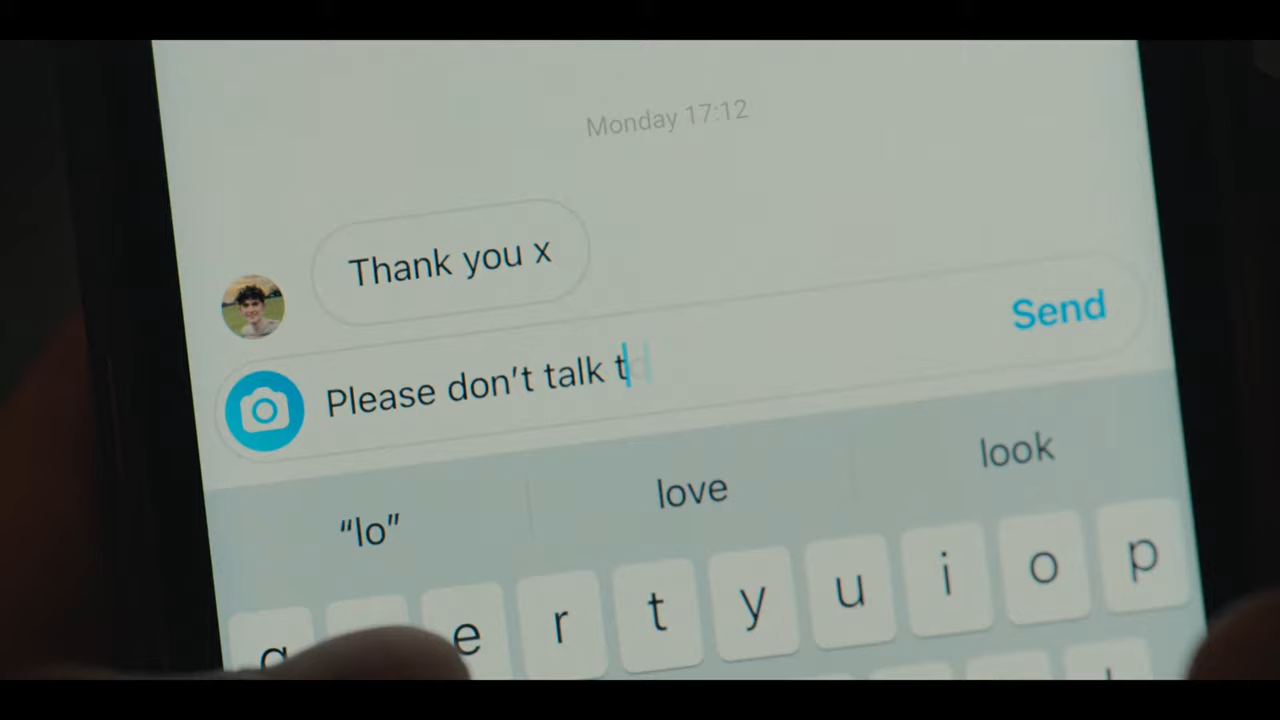 Monday 17:12
Thank you x
Send
Please don't talk t
"lo" love look
q e r t y u i o p